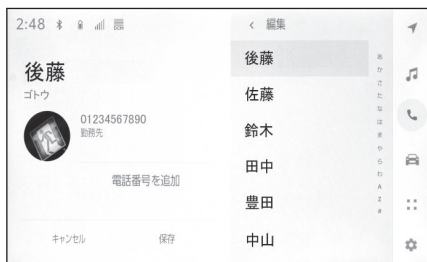 2:48
後藤
ゴトウ
01234567890
勤務先
電話番号を追加
キャンセル
保存
編集
後藤
佐藤
鈴木
田中
豊田
中山
あ
か
さ
た
な
は
ま
や
ら
わ
A
Z
#